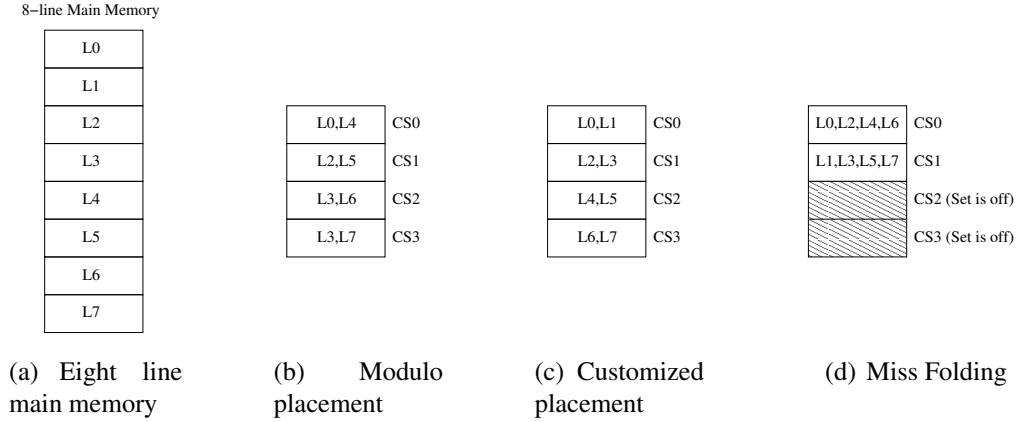 8−line Main Memory
L0
L1
L2
L3
L4
L5
L6
L7
(a) Eight line
main memory
L0,L4 CS0
L2,L5 CS1
L3,L6 CS2
L3,L7 CS3
(b) Modulo
placement
L0,L1 CS0
L2,L3 CS1
L4,L5 CS2
L6,L7 CS3
(c) Customized
placement
L0,L2,L4,L6 CS0
L1,L3,L5,L7 CS1
CS2 (Set is off)
CS3 (Set is off)
(d) Miss Folding